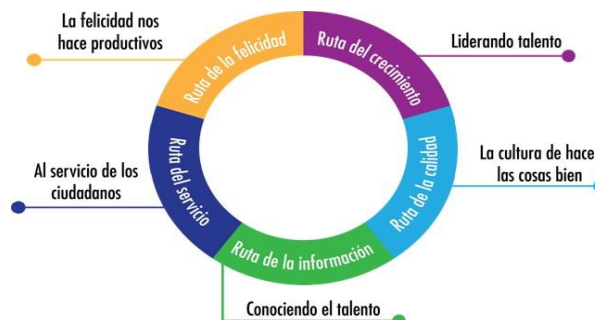 La felicidad nos
hace productivos
Ruta de la felicidad
Ruta del crecimiento
Liderando talento
Al servicio de los
ciudadanos
Ruta del servicio
Ruta de la calidad
La cultura de hace
las cosas bien
Ruta de la información
Conociendo el talento